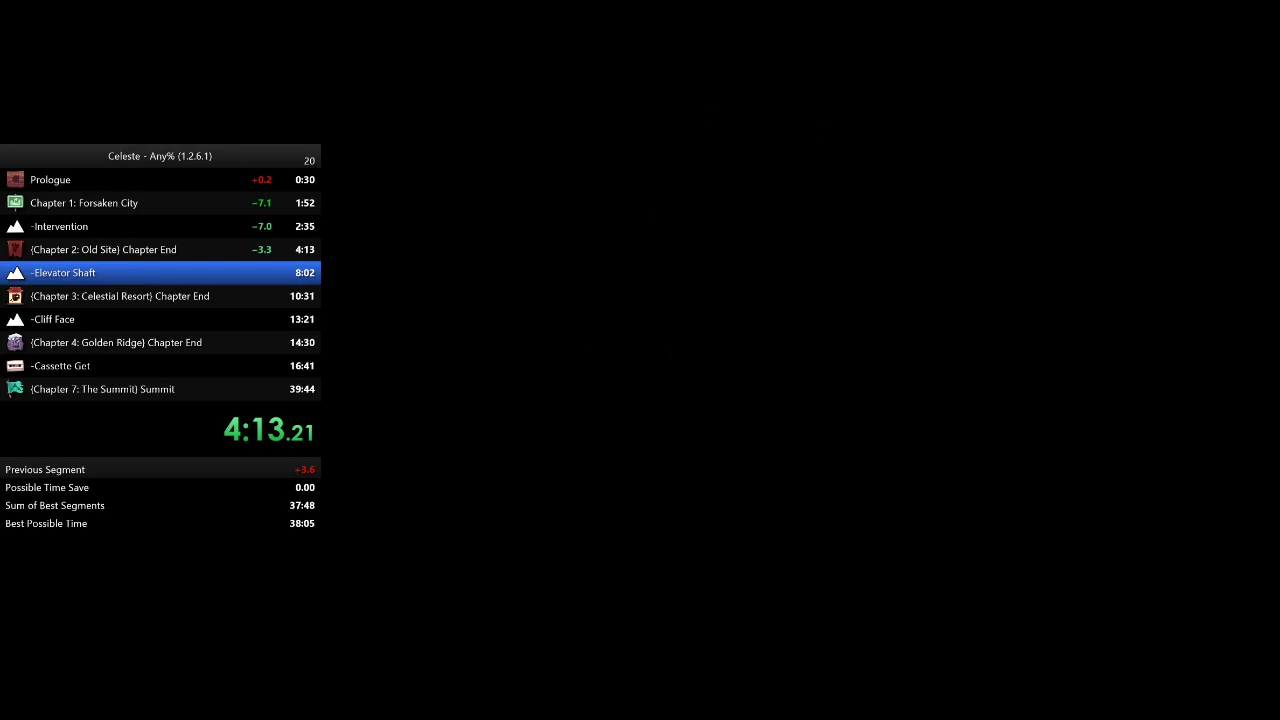 Celeste - Any% (1.2.6.1)
20
Prologue +0.2 0:30
Chapter 1: Forsaken City −7.1 1:52
-Intervention −7.0 2:35
{Chapter 2: Old Site} Chapter End −3.3 4:13
-Elevator Shaft 8:02
{Chapter 3: Celestial Resort} Chapter End 10:31
-Cliff Face 13:21
{Chapter 4: Golden Ridge} Chapter End 14:30
-Cassette Get 16:41
{Chapter 7: The Summit} Summit 39:44
4:13.21
Previous Segment +3.6
Possible Time Save 0.00
Sum of Best Segments 37:48
Best Possible Time 38:05